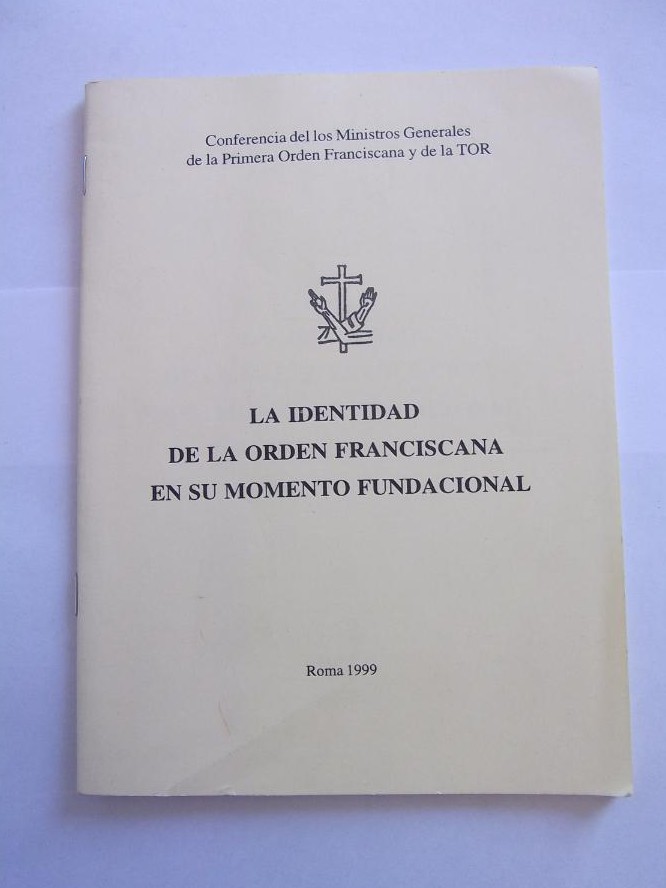 Conferencia del los Ministros Generales
de la Primera Orden Franciscana y de la TOR
LA IDENTIDAD
DE LA ORDEN FRANCISCANA
EN SU MOMENTO FUNDACIONAL
Roma 1999